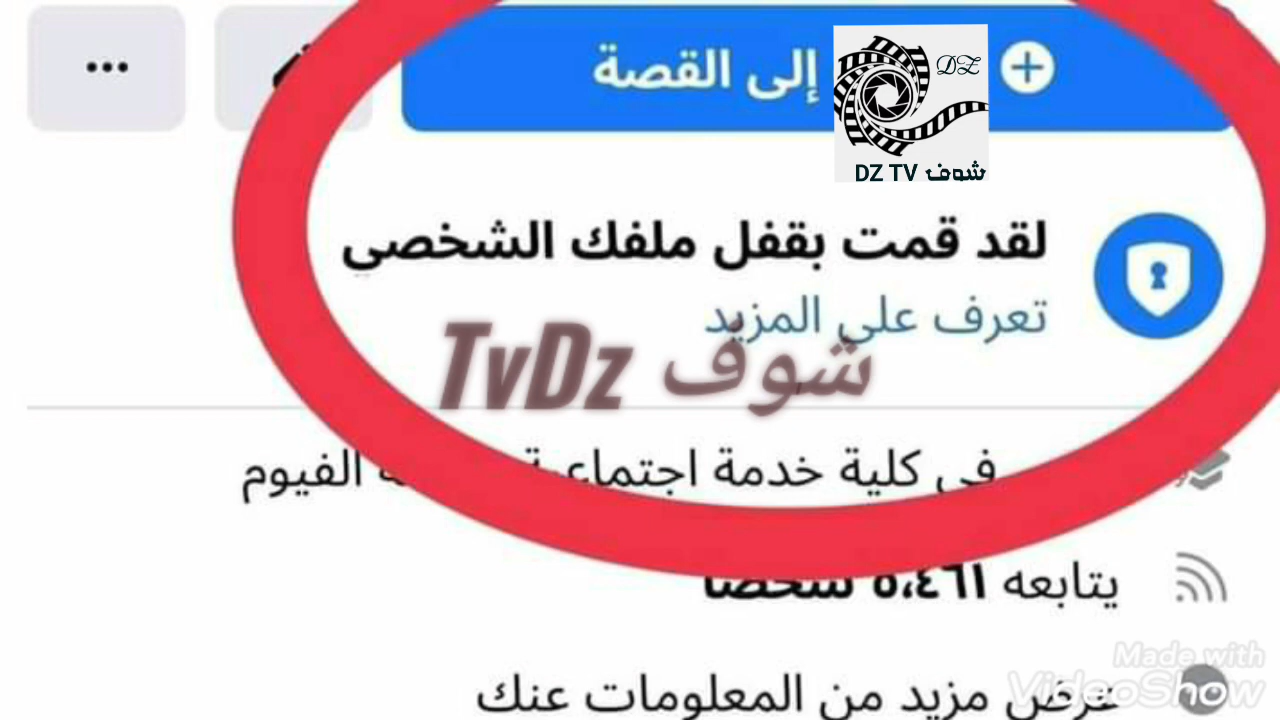 إلى القصة
DZ
شوف DZ TV
لقد قمت بقفل ملفك الشخصي
تعرف على المزيد
شوف TvDz
في كلية خدمة اجتماعية الفيوم
يتابعه ٥،٤٦١ شخصًا
عرض مزيد من المعلومات عنك
Made with
VideoShow